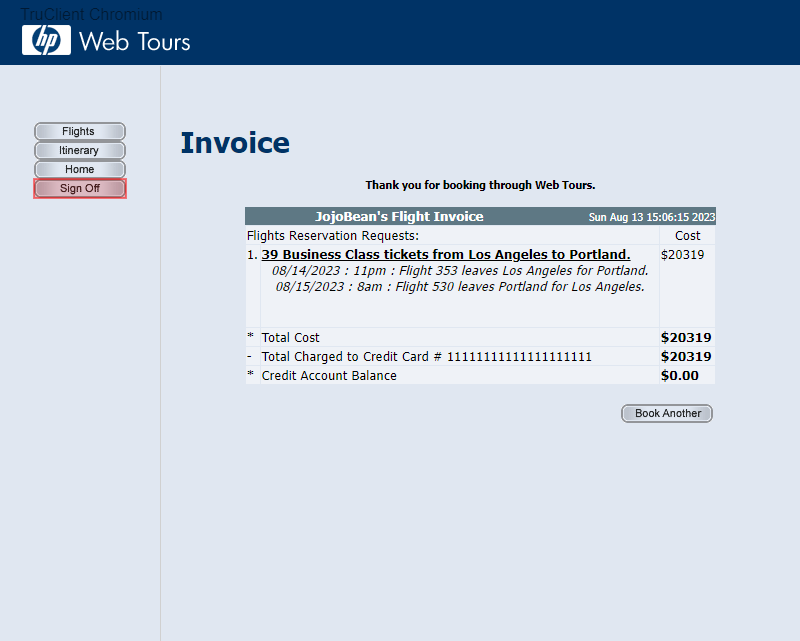 TruClient Chromium
hp Web Tours
Flights
Itinerary
Home
Sign Off
Invoice
Thank you for booking through Web Tours.
JojoBean's Flight Invoice Sun Aug 13 15:06:15 2023
Flights Reservation Requests: Cost
1. 39 Business Class tickets from Los Angeles to Portland. $20319
08/14/2023 : 11pm : Flight 353 leaves Los Angeles for Portland.
08/15/2023 : 8am : Flight 530 leaves Portland for Los Angeles.
* Total Cost $20319
- Total Charged to Credit Card # 11111111111111111111 $20319
* Credit Account Balance $0.00
Book Another